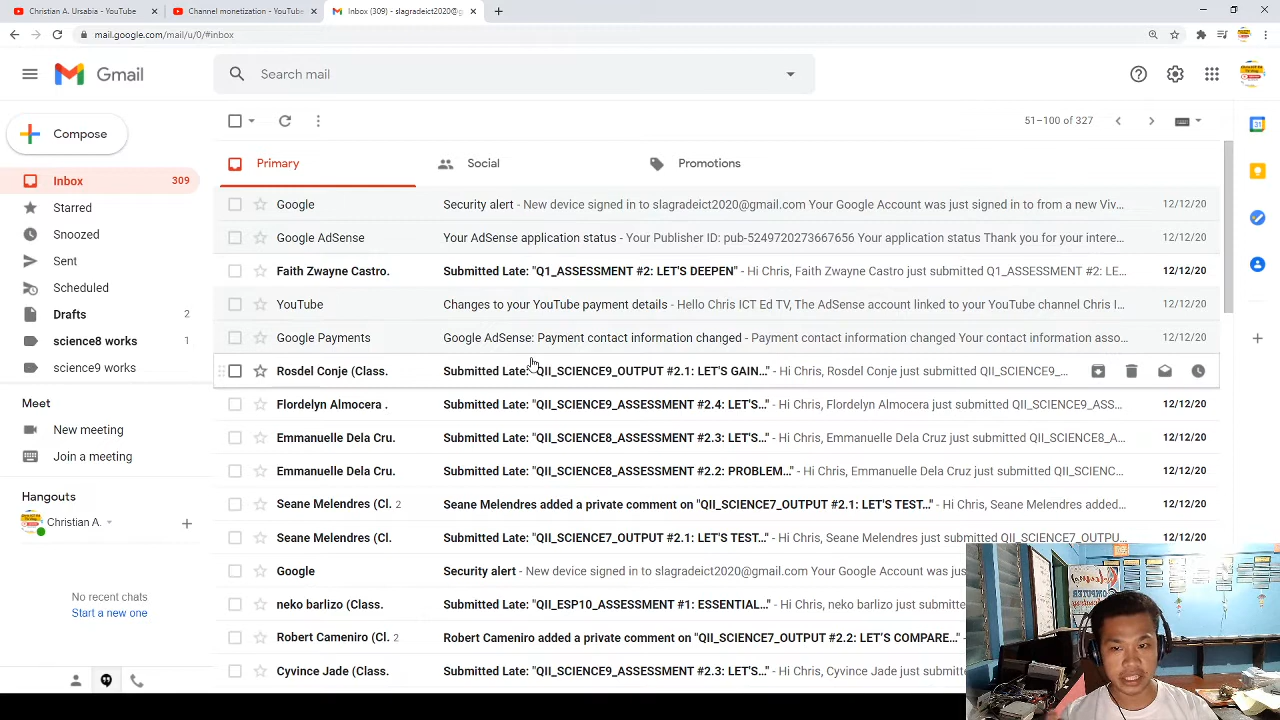 Christian A. Ursabia - YouTube
Channel monetization - YouTube
Inbox (309) - slagradeict2020@g
mail.google.com/mail/u/0/#inbox
Gmail
Search mail
Compose
51–100 of 327
Primary
Social
Promotions
Inbox 309
Starred
Snoozed
Sent
Scheduled
Drafts 2
science8 works 1
science9 works
Meet
New meeting
Join a meeting
Hangouts
Christian A.
No recent chats
Start a new one
Google Security alert - New device signed in to slagradeict2020@gmail.com Your Google Account was just signed in to from a new Viv... 12/12/20
Google AdSense Your AdSense application status - Your Publisher ID: pub-5249720273667656 Your application status Thank you for your intere... 12/12/20
Faith Zwayne Castro. Submitted Late: "Q1_ASSESSMENT #2: LET'S DEEPEN" - Hi Chris, Faith Zwayne Castro just submitted Q1_ASSESSMENT #2: LE... 12/12/20
YouTube Changes to your YouTube payment details - Hello Chris ICT Ed TV, The AdSense account linked to your YouTube channel Chris I... 12/12/20
Google Payments Google AdSense: Payment contact information changed - Payment contact information changed Your contact information asso... 12/12/20
Rosdel Conje (Class. Submitted Late: "QII_SCIENCE9_OUTPUT #2.1: LET'S GAIN..." - Hi Chris, Rosdel Conje just submitted QII_SCIENCE9_...
Flordelyn Almocera . Submitted Late: "QII_SCIENCE9_ASSESSMENT #2.4: LET'S..." - Hi Chris, Flordelyn Almocera just submitted QII_SCIENCE9_ASS... 12/12/20
Emmanuelle Dela Cru. Submitted Late: "QII_SCIENCE8_ASSESSMENT #2.3: LET'S..." - Hi Chris, Emmanuelle Dela Cruz just submitted QII_SCIENCE8_A... 12/12/20
Emmanuelle Dela Cru. Submitted Late: "QII_SCIENCE8_ASSESSMENT #2.2: PROBLEM..." - Hi Chris, Emmanuelle Dela Cruz just submitted QII_SCIENC... 12/12/20
Seane Melendres (Cl. 2 Seane Melendres added a private comment on "QII_SCIENCE7_OUTPUT #2.1: LET'S TEST..." - Hi Chris, Seane Melendres added... 12/12/20
Seane Melendres (Cl. Submitted Late: "QII_SCIENCE7_OUTPUT #2.1: LET'S TEST..." - Hi Chris, Seane Melendres just submitted QII_SCIENCE7_OUTPU... 12/12/20
Google Security alert - New device signed in to slagradeict2020@gmail.com Your Google Account was just sig
neko barlizo (Class. Submitted Late: "QII_ESP10_ASSESSMENT #1: ESSENTIAL..." - Hi Chris, neko barlizo just submitte
Robert Cameniro (Cl. 2 Robert Cameniro added a private comment on "QII_SCIENCE7_OUTPUT #2.2: LET'S COMPARE..." -
Cyvince Jade (Class. Submitted Late: "QII_SCIENCE9_ASSESSMENT #2.3: LET'S..." - Hi Chris, Cyvince Jade just submitte